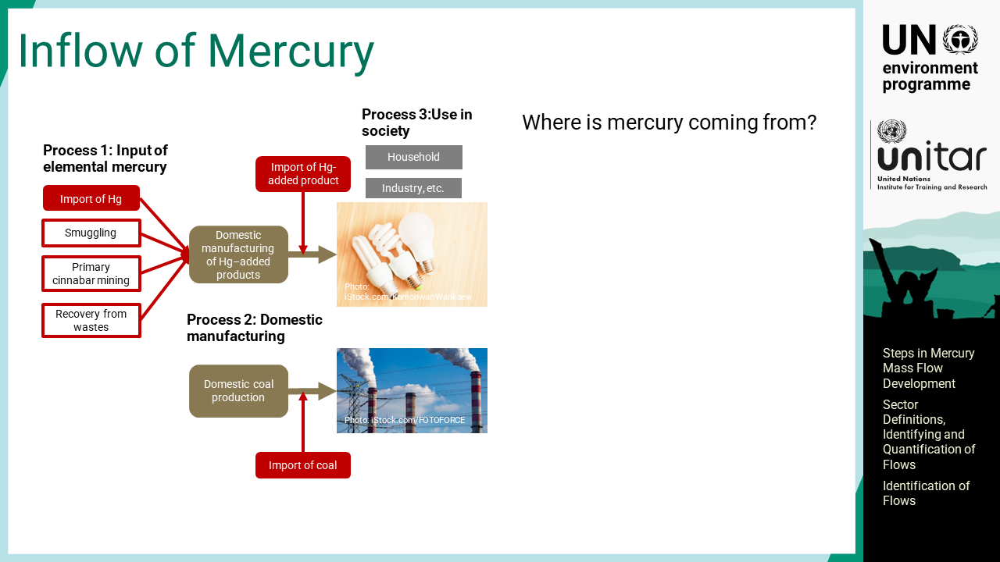 Inflow of Mercury
Process 1: Input of
elemental mercury
Import of Hg
Smuggling
Primary
cinnabar mining
Recovery from
wastes
Import of Hg-
added product
Domestic
manufacturing
of Hg–added
products
Process 2: Domestic
manufacturing
Domestic coal
production
Import of coal
Process 3:Use in
society
Household
Industry, etc.
Photo:
iStock.com/KamonwanWankaew
Photo: iStock.com/FOTOFORCE
Where is mercury coming from?
UN
environment
programme
unitar
United Nations
Institute for Training and Research
Steps in Mercury
Mass Flow
Development
Sector
Definitions,
Identifying and
Quantification of
Flows
Identification of
Flows